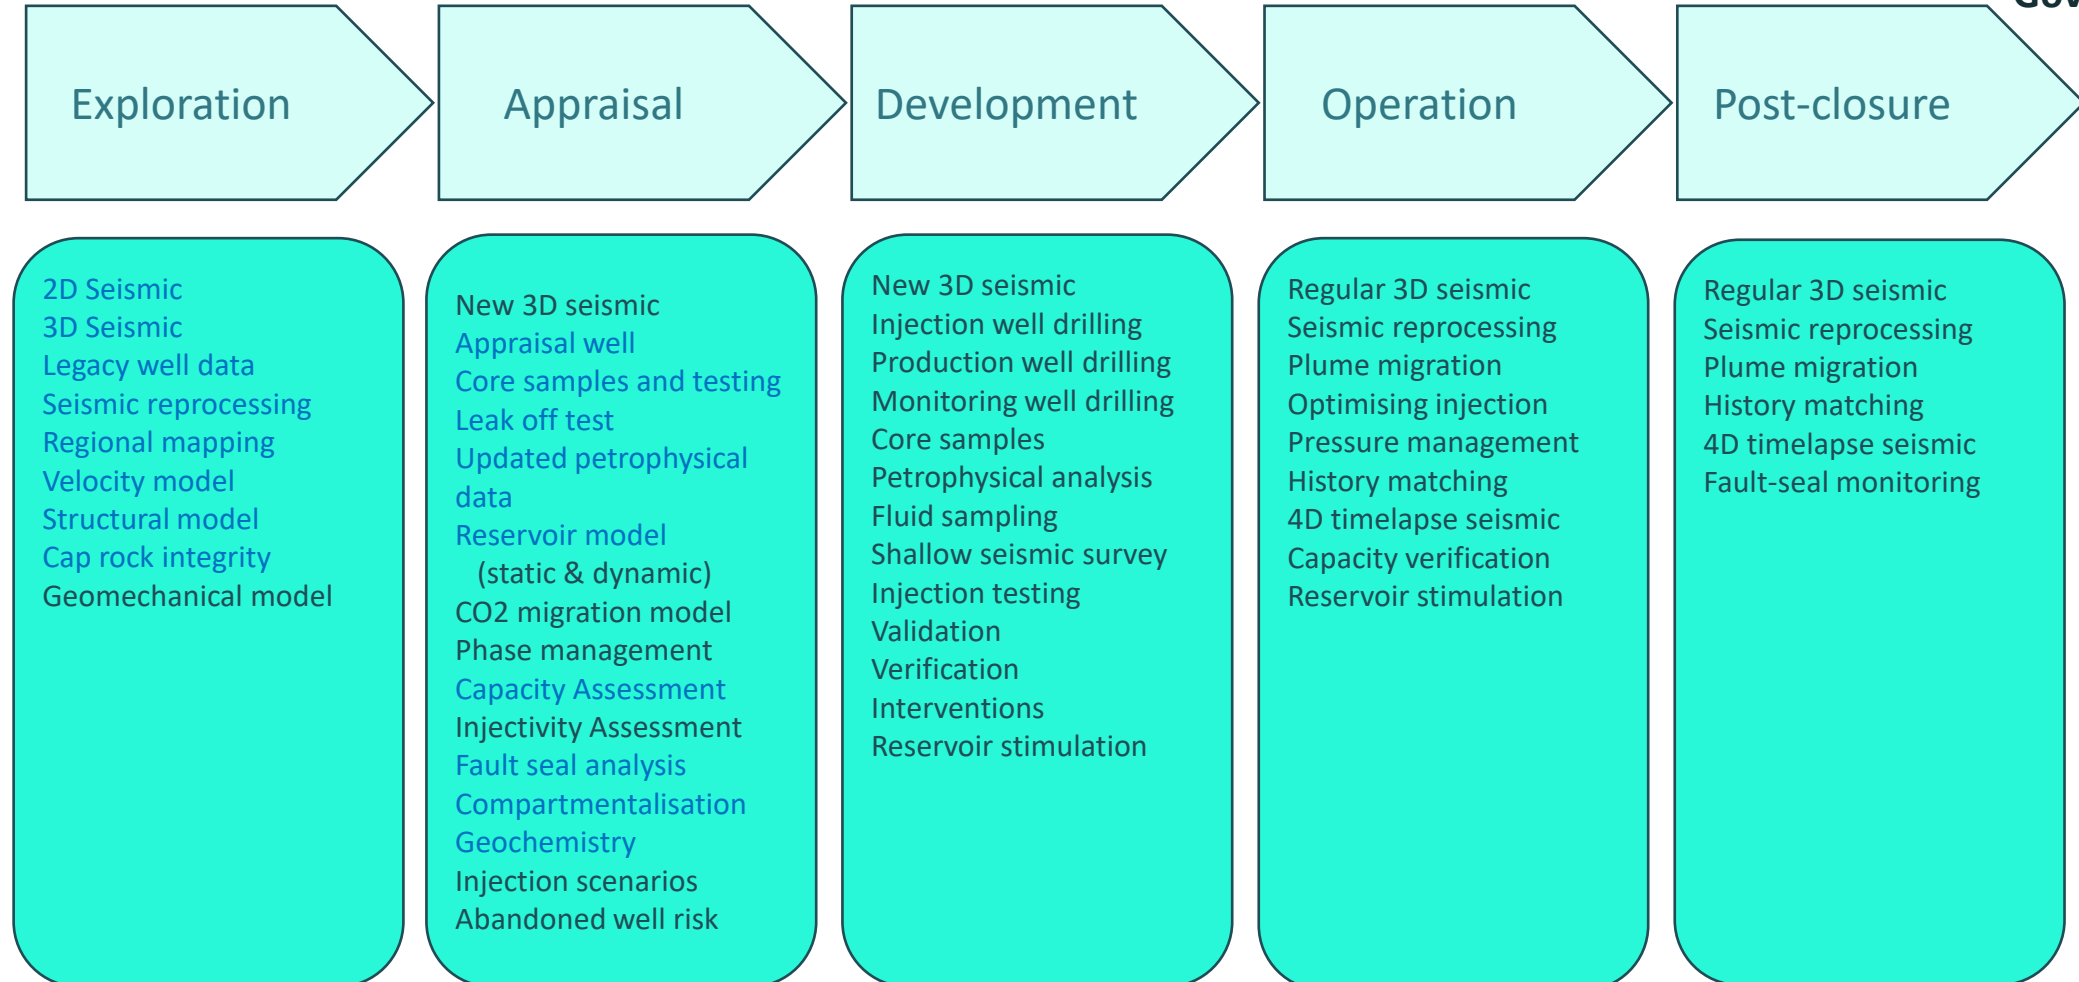 Exploration
Appraisal
Development
Operation
Post-closure
2D Seismic
3D Seismic
Legacy well data
Seismic reprocessing
Regional mapping
Velocity model
Structural model
Cap rock integrity
Geomechanical model
New 3D seismic
Appraisal well
Core samples and testing
Leak off test
Updated petrophysical
data
Reservoir model
(static & dynamic)
CO2 migration model
Phase management
Capacity Assessment
Injectivity Assessment
Fault seal analysis
Compartmentalisation
Geochemistry
Injection scenarios
Abandoned well risk
New 3D seismic
Injection well drilling
Production well drilling
Monitoring well drilling
Core samples
Petrophysical analysis
Fluid sampling
Shallow seismic survey
Injection testing
Validation
Verification
Interventions
Reservoir stimulation
Regular 3D seismic
Seismic reprocessing
Plume migration
Optimising injection
Pressure management
History matching
4D timelapse seismic
Capacity verification
Reservoir stimulation
Regular 3D seismic
Seismic reprocessing
Plume migration
History matching
4D timelapse seismic
Fault-seal monitoring